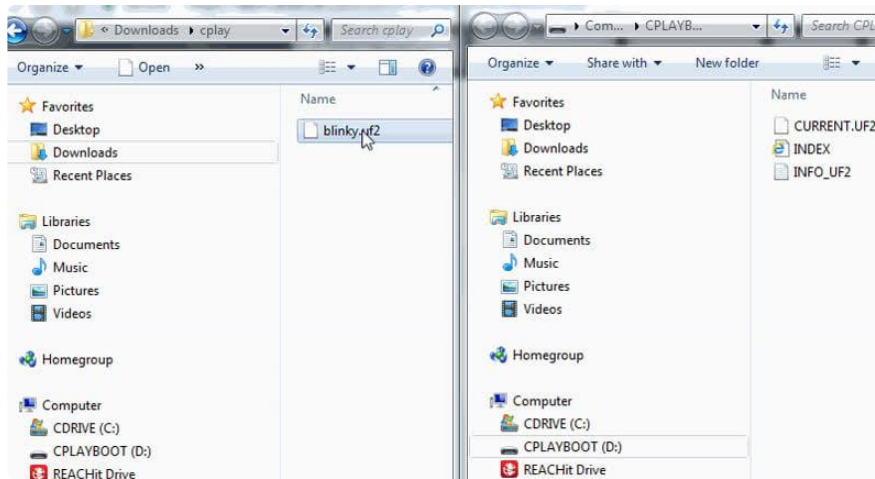 Downloads ▸ cplay
Search cplay
Organize
Open
»
Name
Favorites
Desktop
Downloads
Recent Places
Libraries
Documents
Music
Pictures
Videos
Homegroup
Computer
CDRIVE (C:)
CPLAYBOOT (D:)
REACHit Drive
blinky.uf2
Com... ▸ CPLAYB...
Search CPL
Organize
Share with
New folder
Name
Favorites
Desktop
Downloads
Recent Places
Libraries
Documents
Music
Pictures
Videos
Homegroup
Computer
CDRIVE (C:)
CPLAYBOOT (D:)
REACHit Drive
CURRENT.UF2
INDEX
INFO_UF2